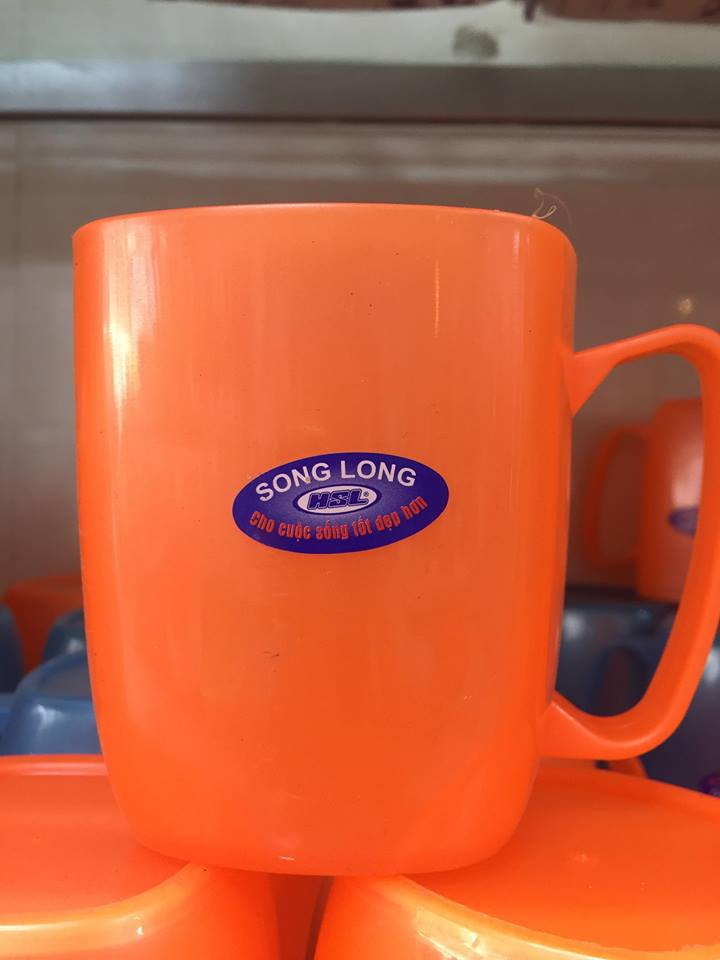 SONG LONG
HSL®
Cho cuộc sống tốt đẹp hơn